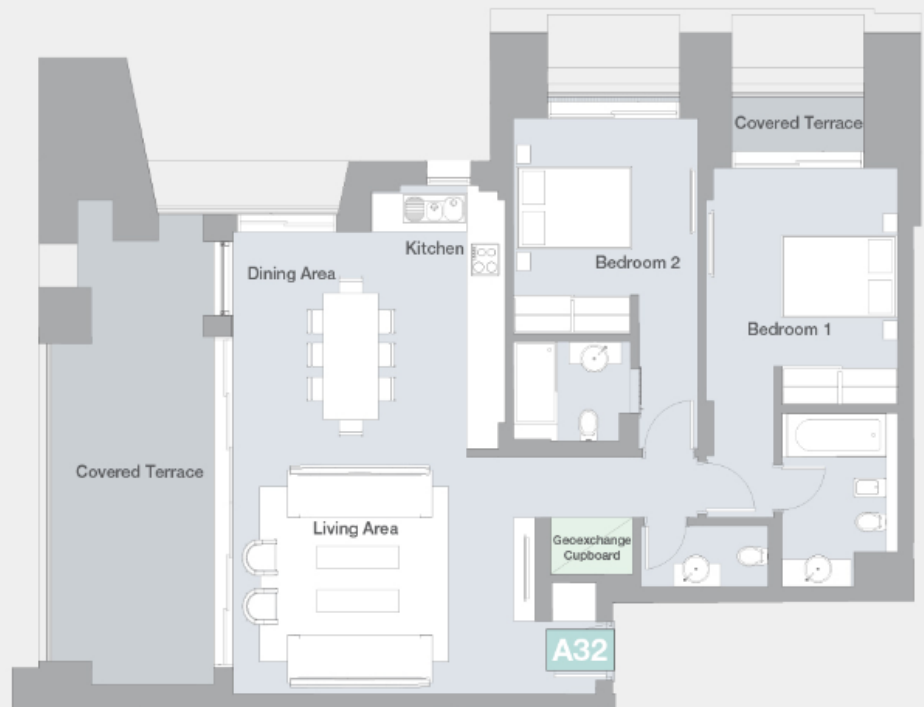 Covered Terrace
Kitchen
Dining Area
Bedroom 2
Bedroom 1
Covered Terrace
Living Area
Geoexchange
Cupboard
A32